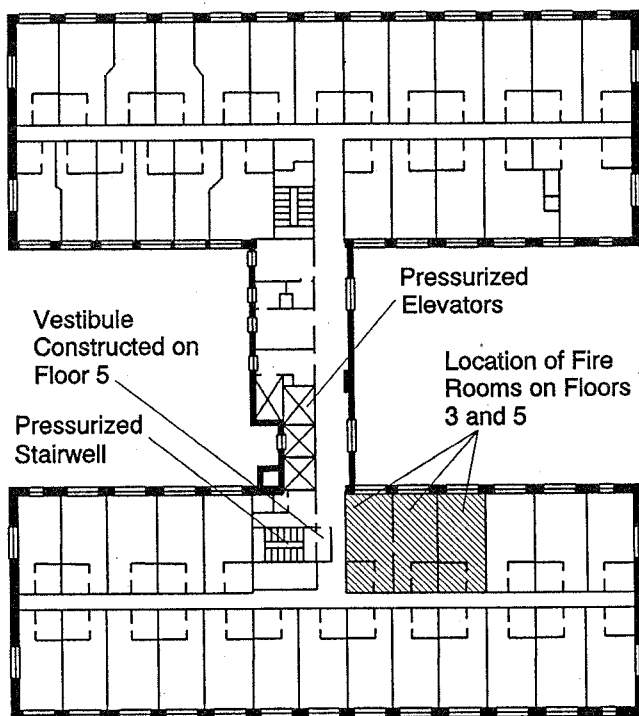 Pressurized
Elevators
Vestibule
Constructed on
Floor 5
Location of Fire
Rooms on Floors
3 and 5
Pressurized
Stairwell